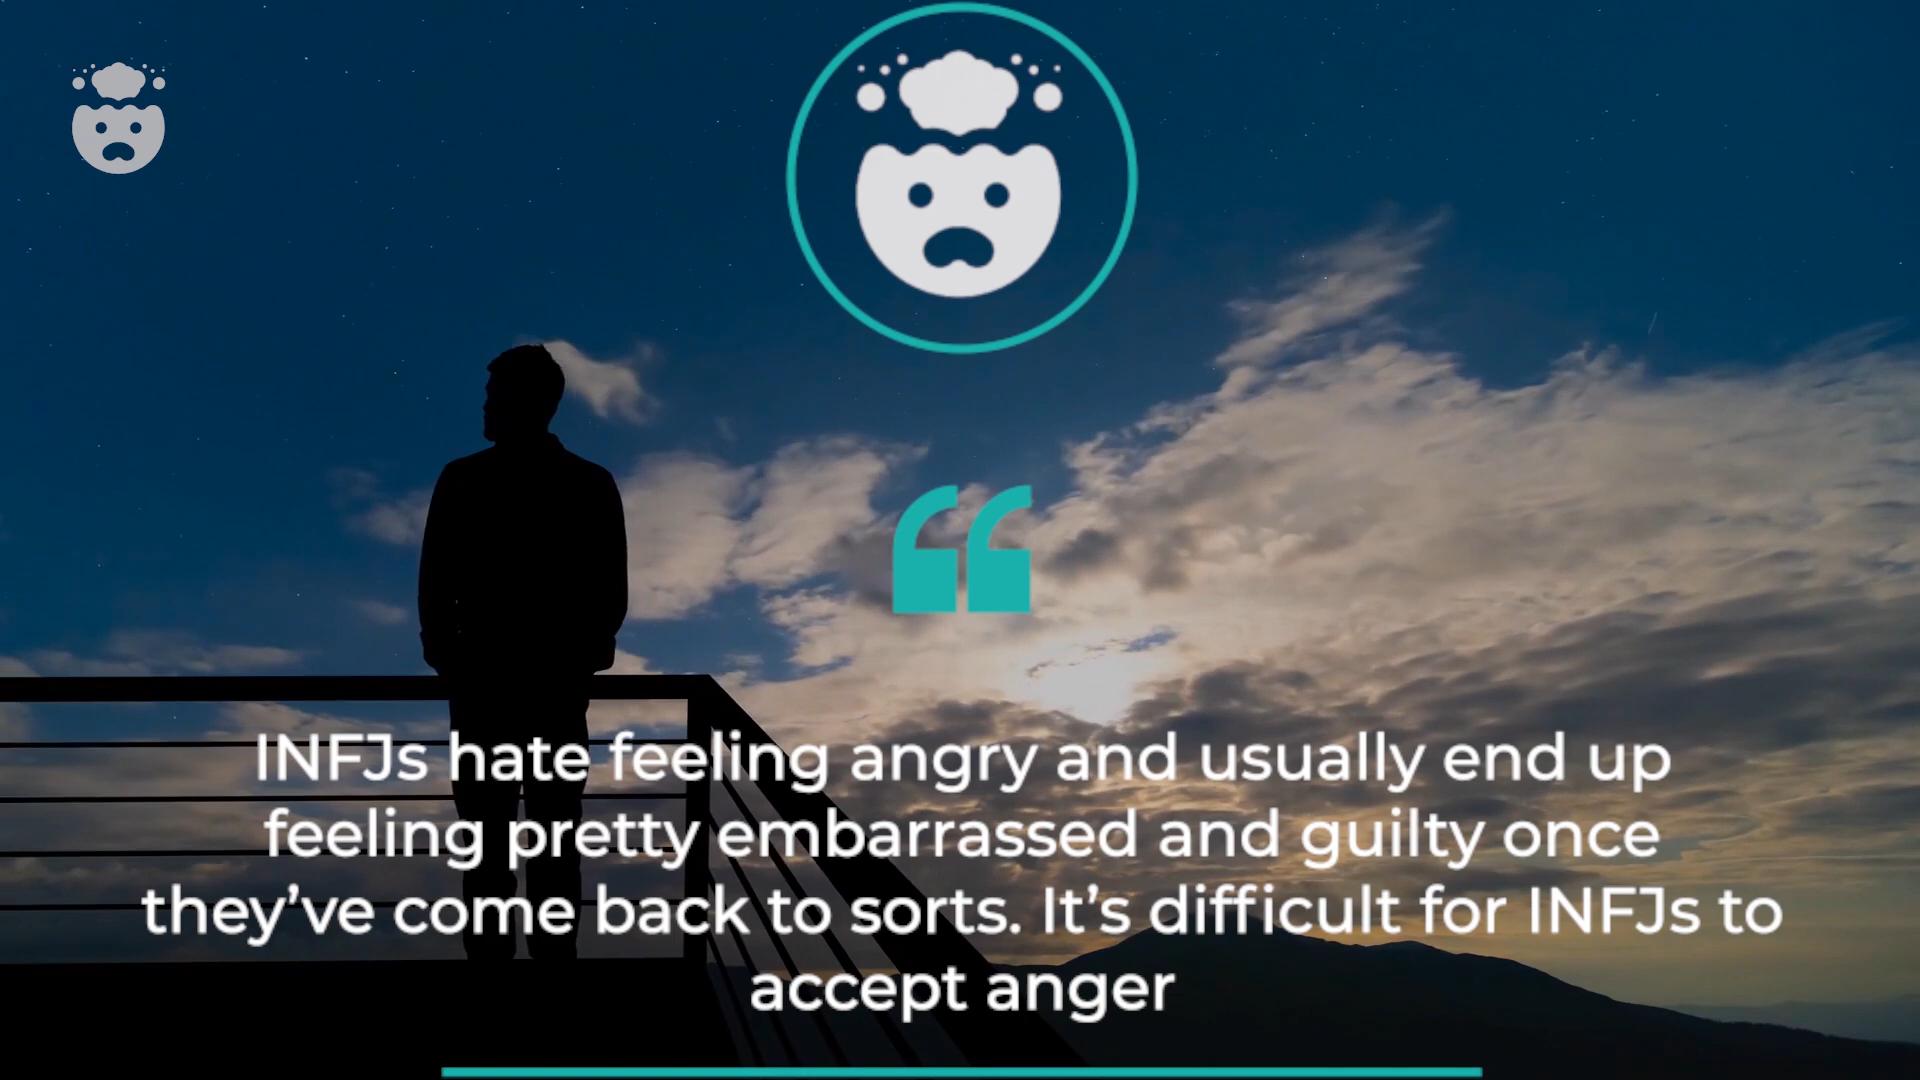 “
INFJs hate feeling angry and usually end up
feeling pretty embarrassed and guilty once
they’ve come back to sorts. It’s difficult for INFJs to
accept anger